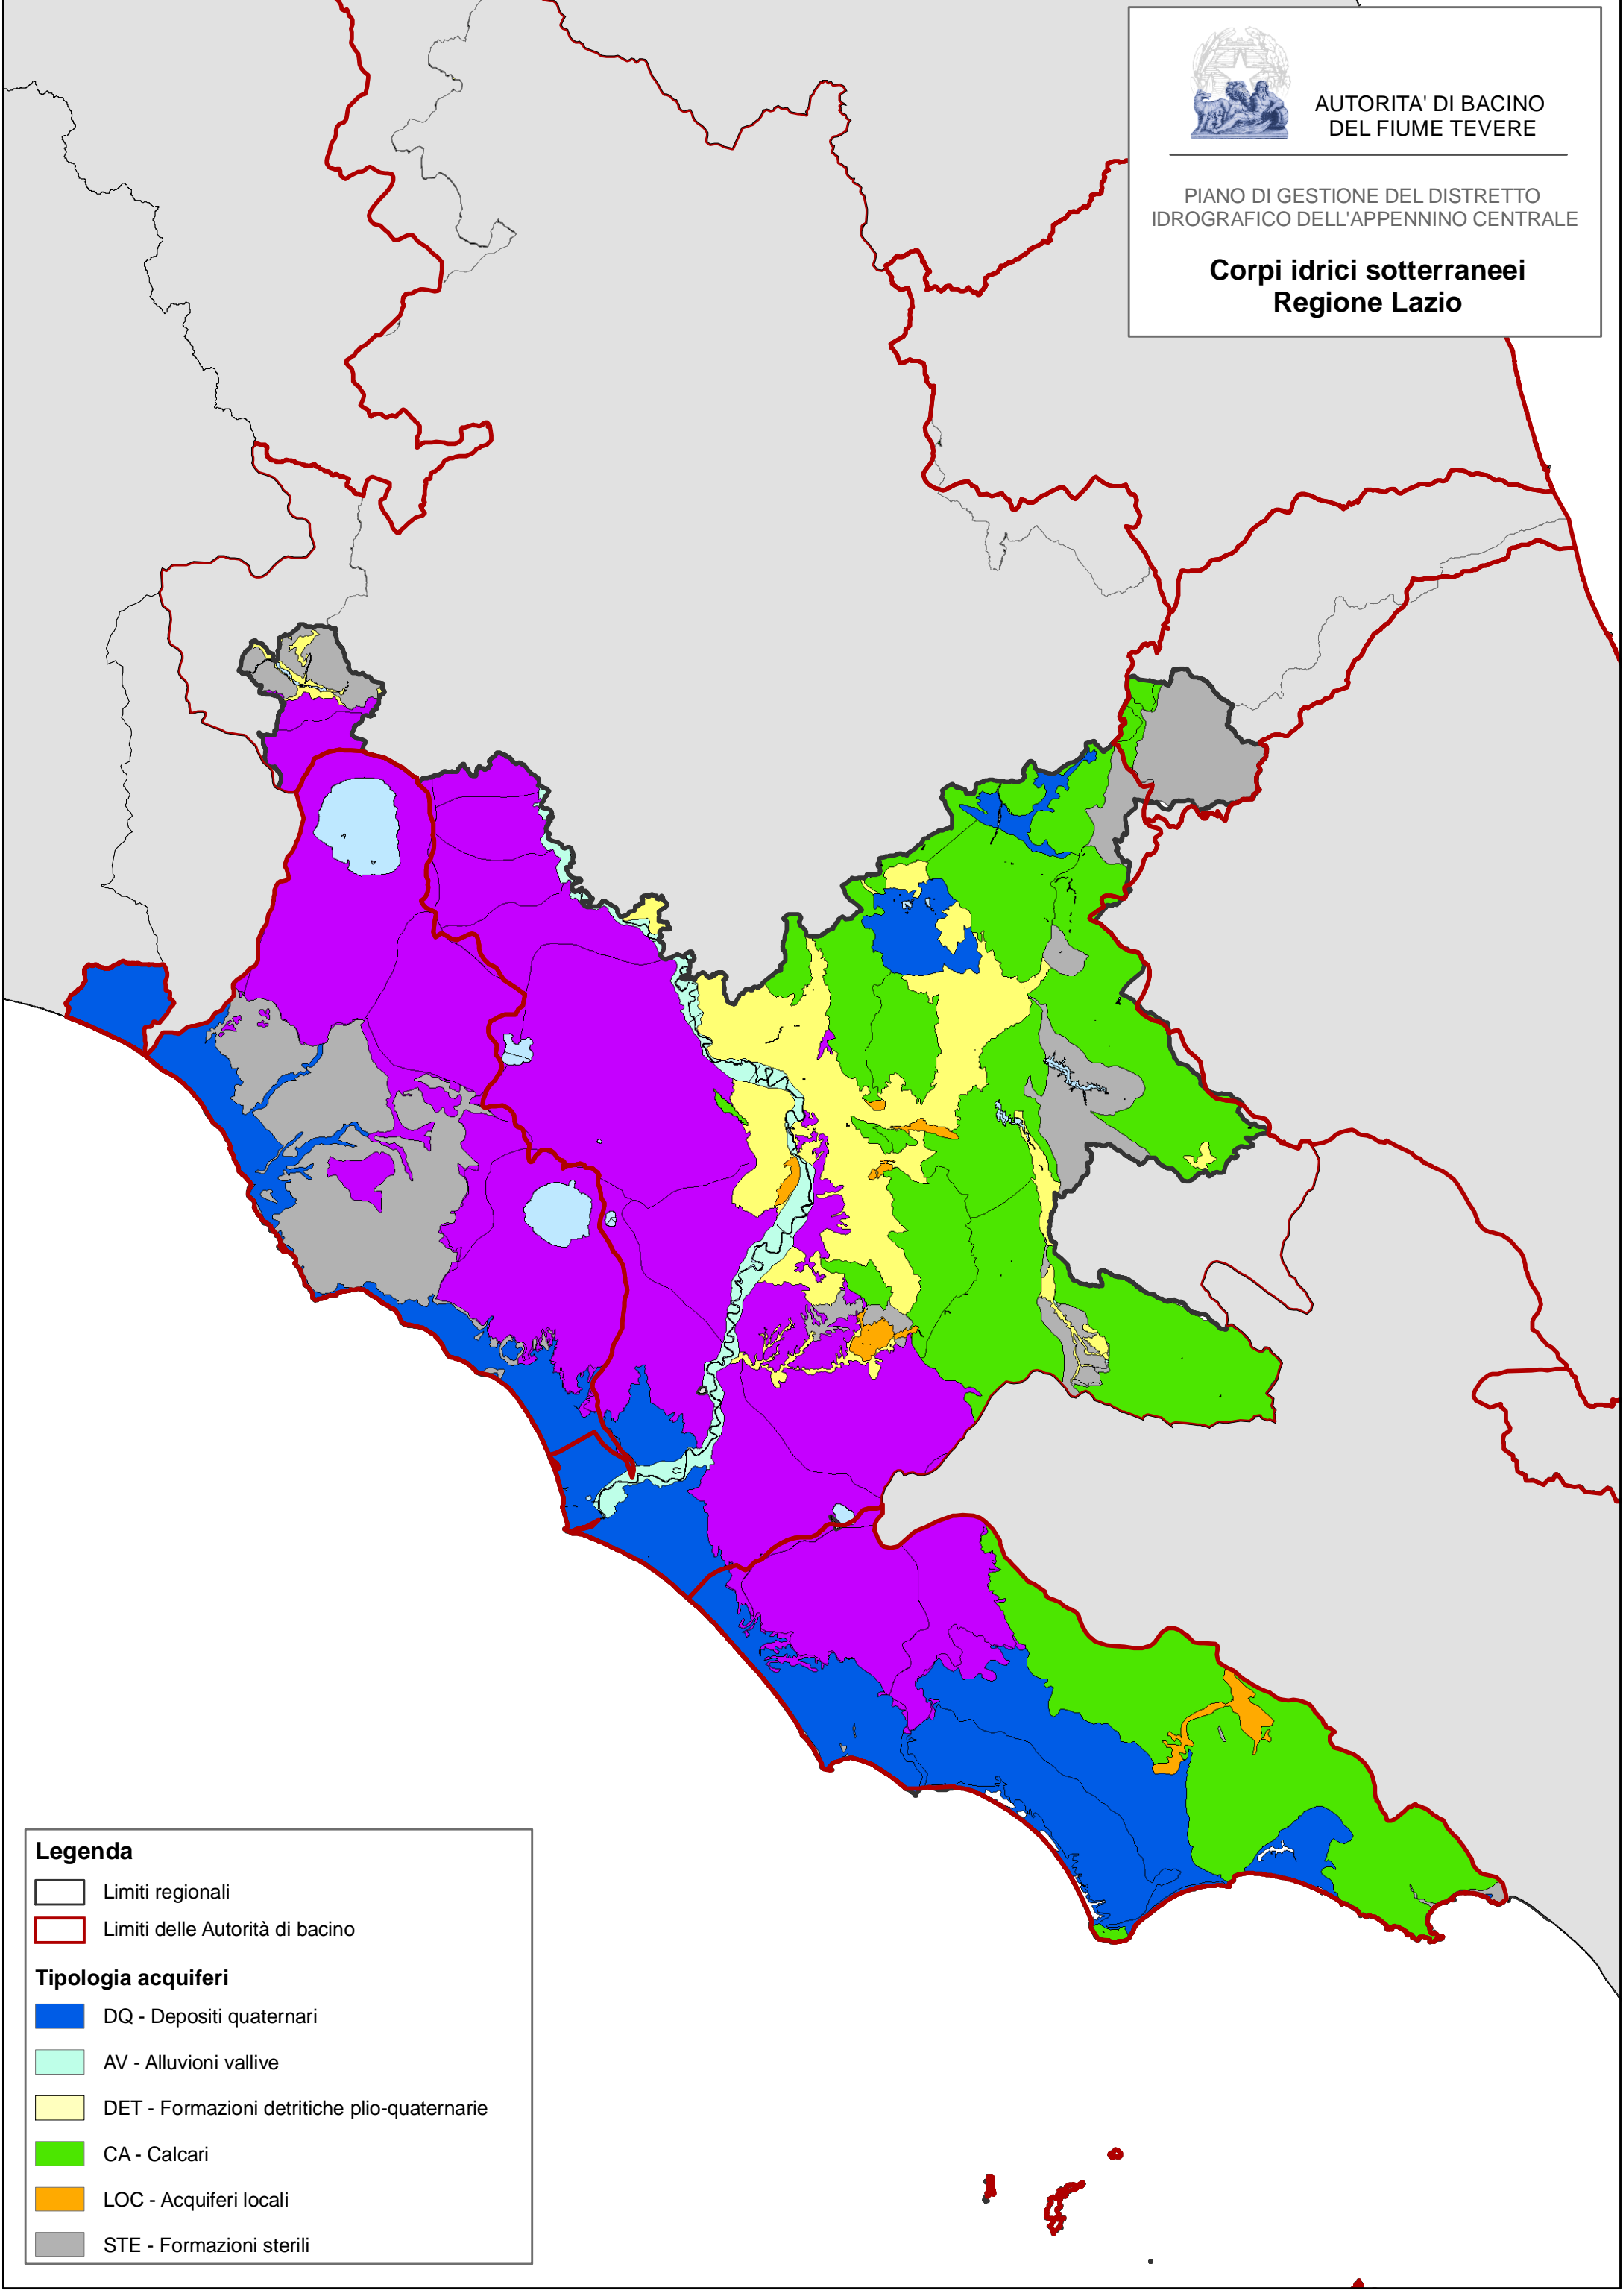 AUTORITA' DI BACINO
DEL FIUME TEVERE
PIANO DI GESTIONE DEL DISTRETTO
IDROGRAFICO DELL'APPENNINO CENTRALE
Corpi idrici sotterraneei
Regione Lazio
Legenda
Limiti regionali
Limiti delle Autorità di bacino
Tipologia acquiferi
DQ - Depositi quaternari
AV - Alluvioni vallive
DET - Formazioni detritiche plio-quaternarie
CA - Calcari
LOC - Acquiferi locali
STE - Formazioni sterili